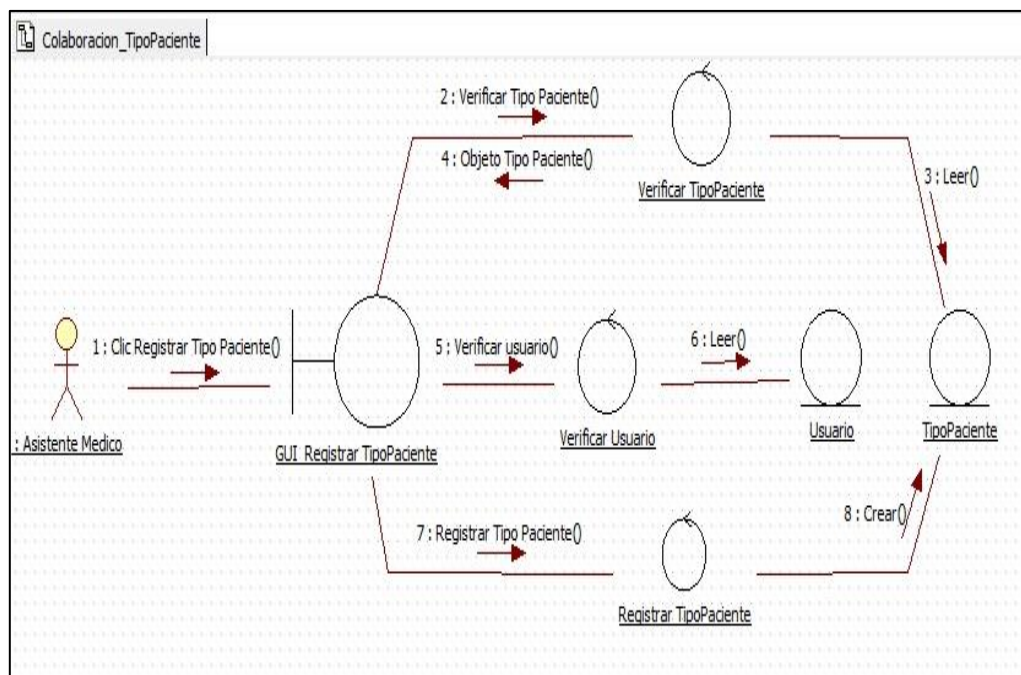 Colaboracion_TipoPaciente
2 : Verificar Tipo Paciente()
4 : Objeto Tipo Paciente()
Verificar TipoPaciente
3 : Leer()
1 : Clic Registrar Tipo Paciente()
5 : Verificar usuario()
6 : Leer()
: Asistente Medico
GUI_Registrar TipoPaciente
Verificar Usuario
Usuario
TipoPaciente
7 : Registrar Tipo Paciente()
8 : Crear()
Registrar TipoPaciente